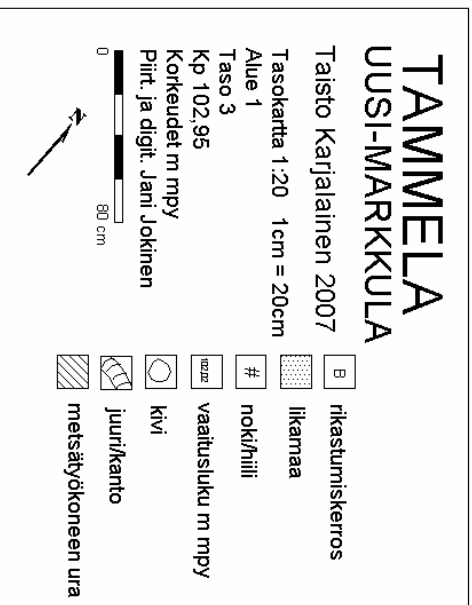 TAMMELA
UUSI-MARKKULA
Taisto Karjalainen 2007
Tasokartta 1:20 1cm = 20cm
Alue 1
Taso 3
Kp 102,95
Korkeudet m mpy
Piirt. ja digit. Jani Jokinen
0 80 cm
N
B rikastumiskerros
likamaa
# noki/hiili
102,02 vaaitusluku m mpy
kivi
juuri/kanto
metsätyökoneen ura